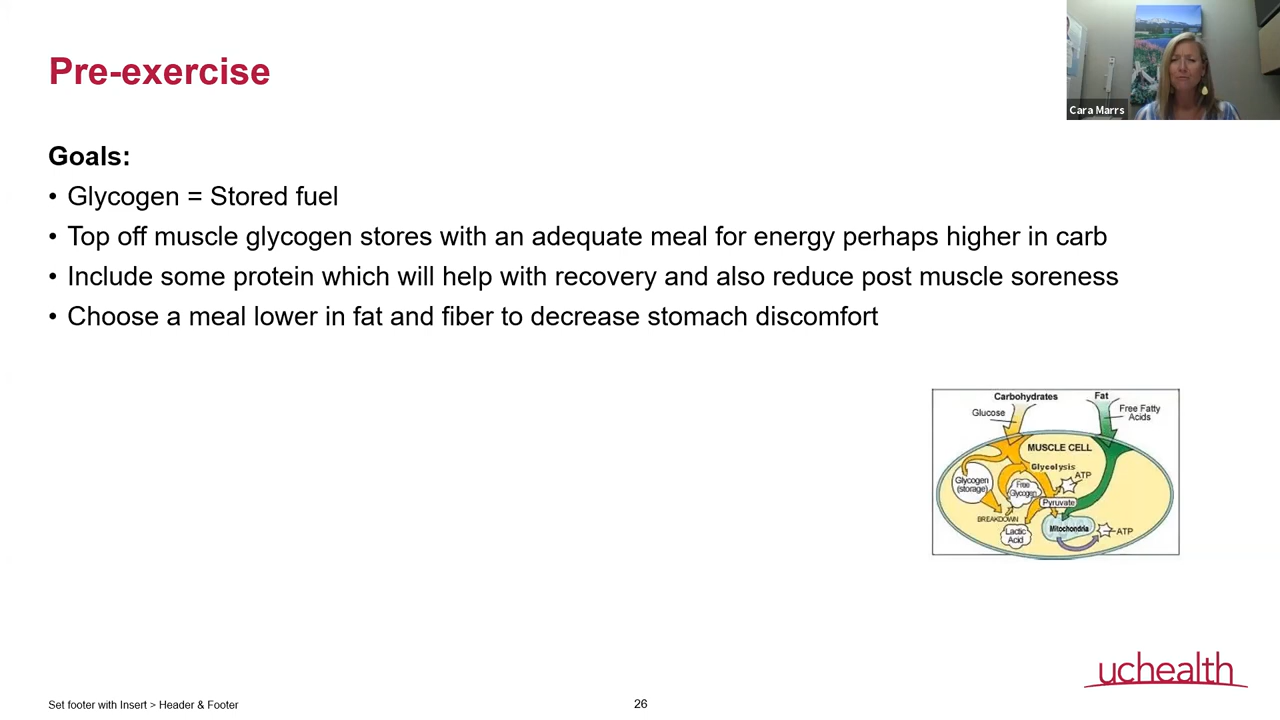 Pre-exercise
Cara Marrs
Goals:
• Glycogen = Stored fuel
• Top off muscle glycogen stores with an adequate meal for energy perhaps higher in carb
• Include some protein which will help with recovery and also reduce post muscle soreness
• Choose a meal lower in fat and fiber to decrease stomach discomfort
Carbohydrates
Fat
Glucose
Free Fatty
Acids
MUSCLE CELL
Glycolysis
ATP
Glycogen
(storage)
Free
Glycogen
Pyruvate
BREAKDOWN
Lactic
Acid
Mitochondria
ATP
uchealth
Set footer with Insert > Header & Footer
26